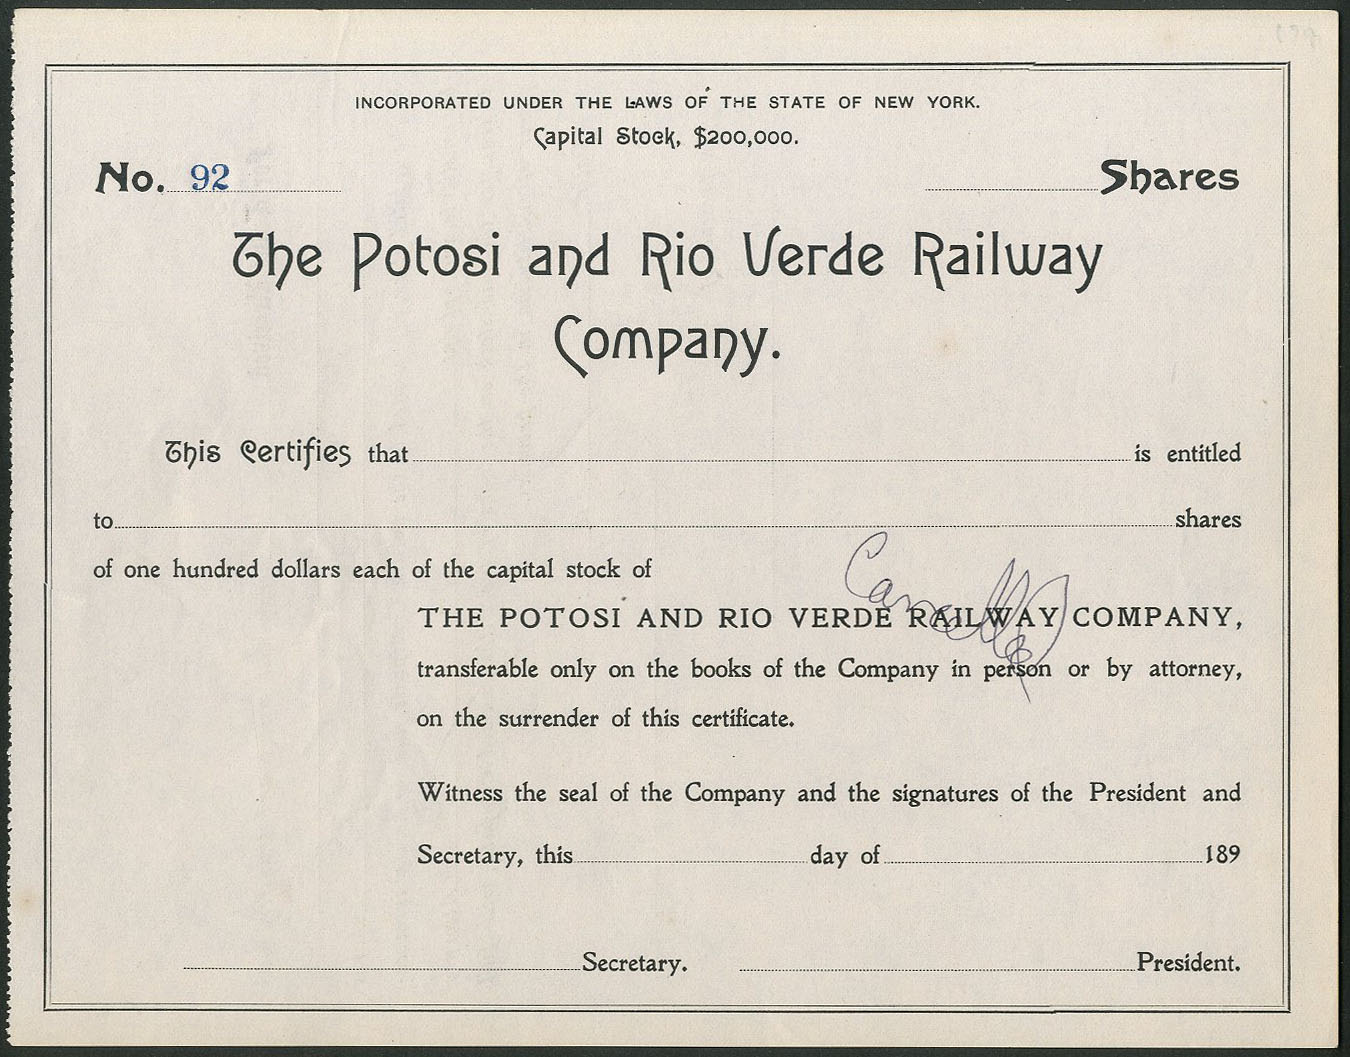 INCORPORATED UNDER THE LAWS OF THE STATE OF NEW YORK.
Capital Stock, $200,000.
No. 92 Shares
The Potosi and Rio Verde Railway
Company.
This Certifies that is entitled
to shares
of one hundred dollars each of the capital stock of
Cancelled
THE POTOSI AND RIO VERDE RAILWAY COMPANY,
transferable only on the books of the Company in person or by attorney,
on the surrender of this certificate.
Witness the seal of the Company and the signatures of the President and
Secretary, this day of 189
Secretary. President.